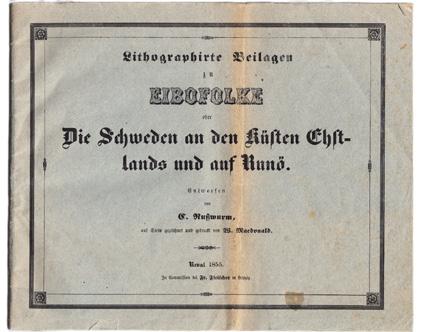 Lithographirte Beilagen
zu
EIBOFOLKE
oder
Die Schweden an den Küsten Ehst-
lands und auf Runö.
Entworfen
von
C. Rußwurm,
auf Stein gezeichnet und gedruckt von W. Macdonald.
Reval 1855.
In Commission bei Fr. Fleischer in Leipzig